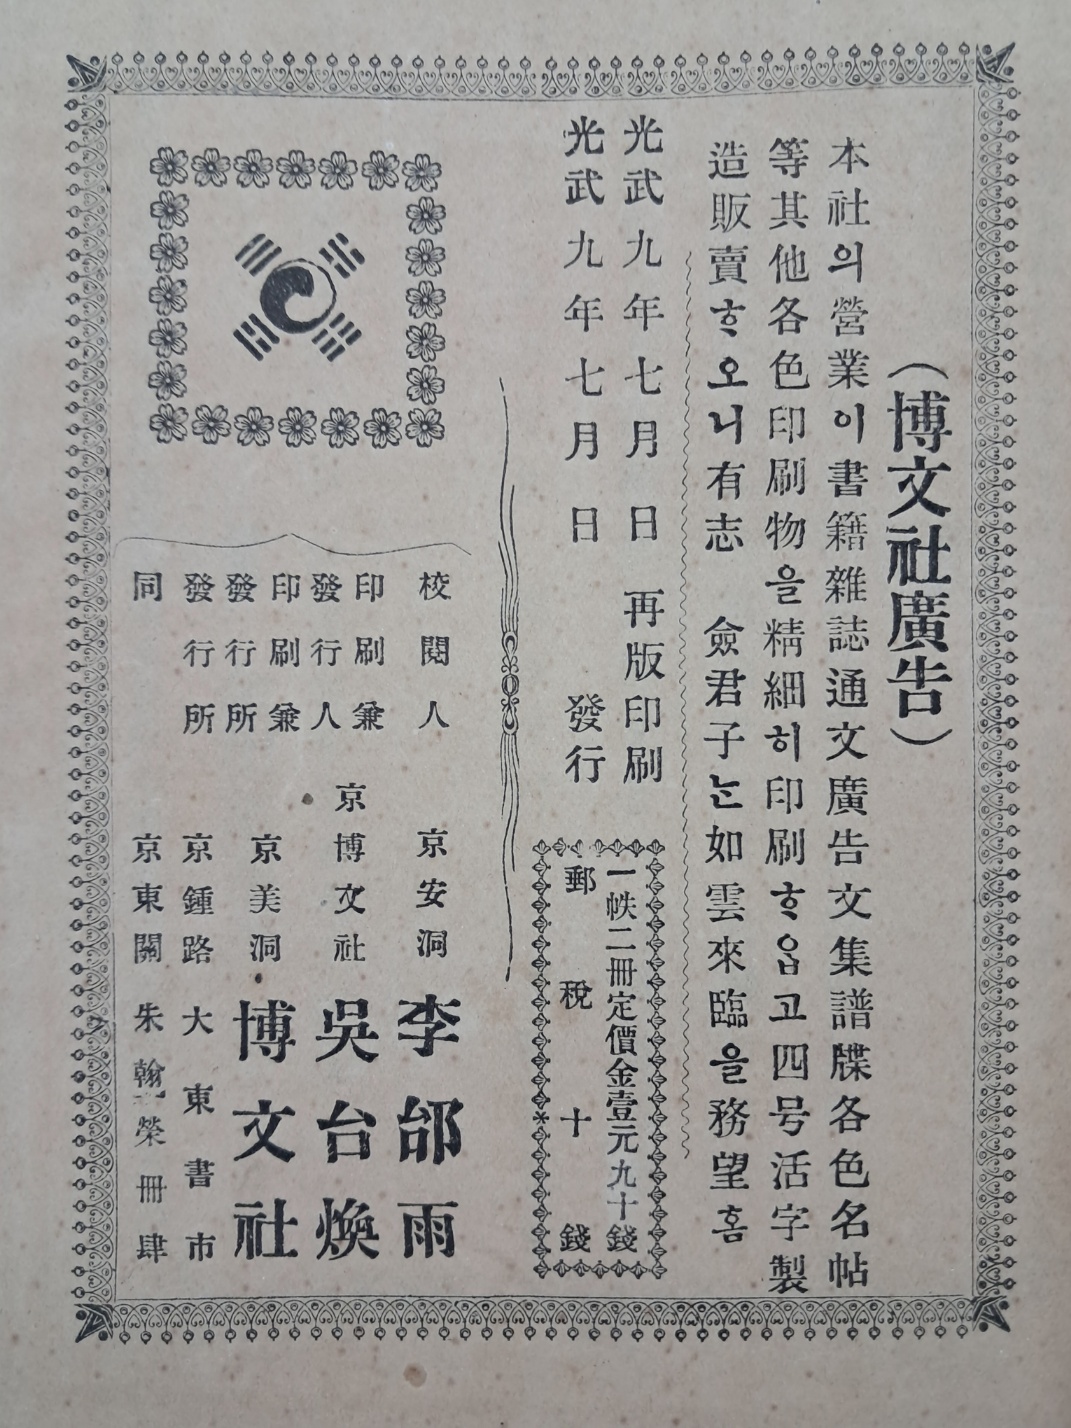 (博文社廣告)
本社의營業이書籍雜誌通文廣告文集譜牒各色名帖
等其他各色印刷物을精細히印刷ᄒᆞ옵고四号活字製
造販賣ᄒᆞ오니有志 僉君子ᄂᆞᆫ如雲來臨을務望홈
光武九年七月 日 再版印刷
光武九年七月 日 發行
一帙二冊定價金壹元九十錢
郵稅十錢
校閱人 京安洞 李邰雨
印刷兼發行人 京博文社 吳台煥
印刷兼發行所 京美洞 博文社
發行所 京鍾路 大東書市
同 京東關 朱翰榮冊肆